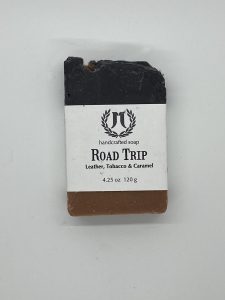 handcrafted soap
ROAD TRIP
Leather, Tobacco & Caramel
4.25 oz 120 g